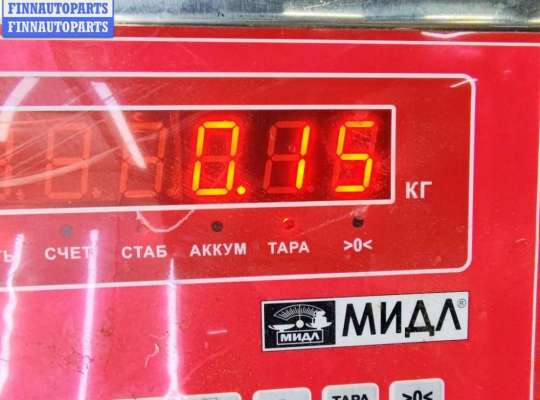 FINNAUTOPARTS
FINNAUTOPARTS
0.15
КГ
СЧЕТ СТАБ АККУМ ТАРА >0<
МИДЛ МИДЛ®
ТАРА >0<